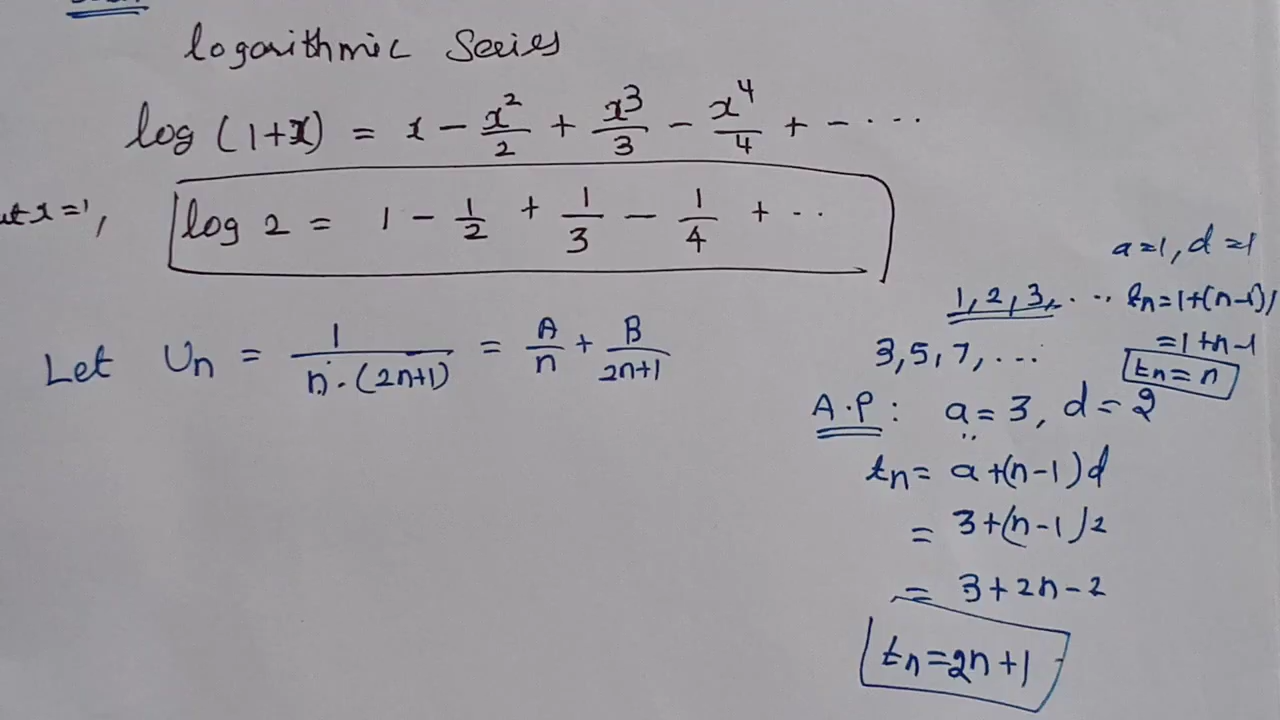 logarithmic Series
log (1+x) = x - x²/2 + x³/3 - x⁴/4 + - ...
x=1,
log 2 = 1 - 1/2 + 1/3 - 1/4 + ..
Let Un = 1/(n.(2n+1)) = A/n + B/(2n+1)
a=1, d=1
1, 2, 3, ... tn=1+(n-1)1
=1+n-1
tn=n
3, 5, 7, ...
A.P: a=3, d=2
tn= a+(n-1)d
= 3+(n-1)2
= 3+2n-2
tn=2n+1